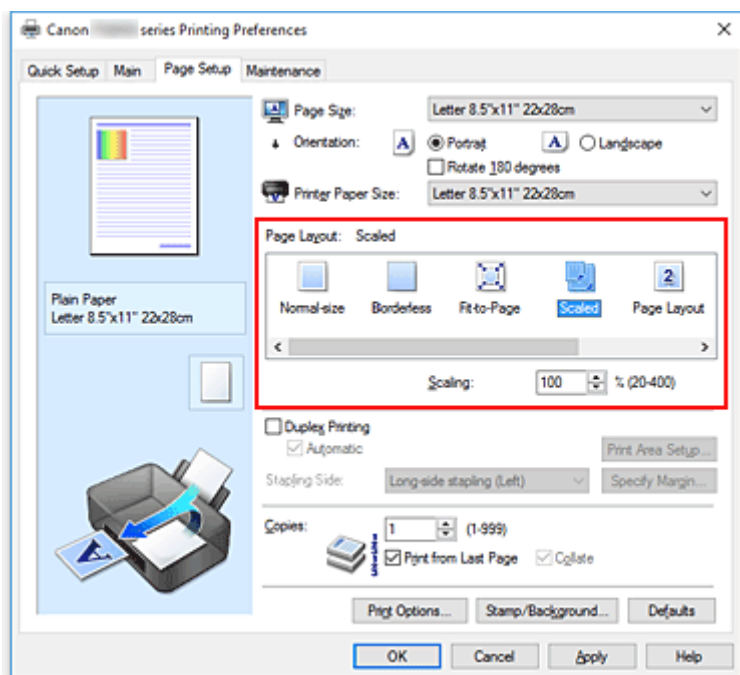 Canon series Printing Preferences
Quick Setup Main Page Setup Maintenance
Page Size: Letter 8.5"x11" 22x28cm
Orientation: A Portrait A Landscape
Rotate 180 degrees
Printer Paper Size: Letter 8.5"x11" 22x28cm
Page Layout: Scaled
Normal-size Borderless Fit-to-Page Scaled Page Layout
Scaling: 100 % (20-400)
Plain Paper
Letter 8.5"x11" 22x28cm
Duplex Printing
Automatic Print Area Setup...
Stapling Side: Long-side stapling (Left) Specify Margin...
Copies: 1 (1-999)
Print from Last Page Collate
Print Options... Stamp/Background... Defaults
OK Cancel Apply Help